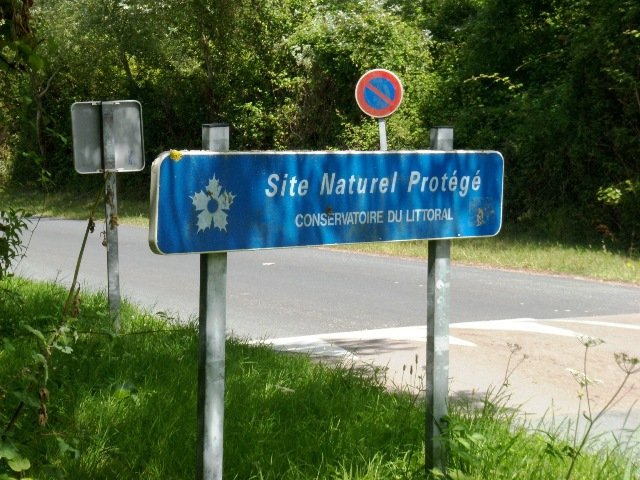 Site Naturel Protégé
CONSERVATOIRE DU LITTORAL